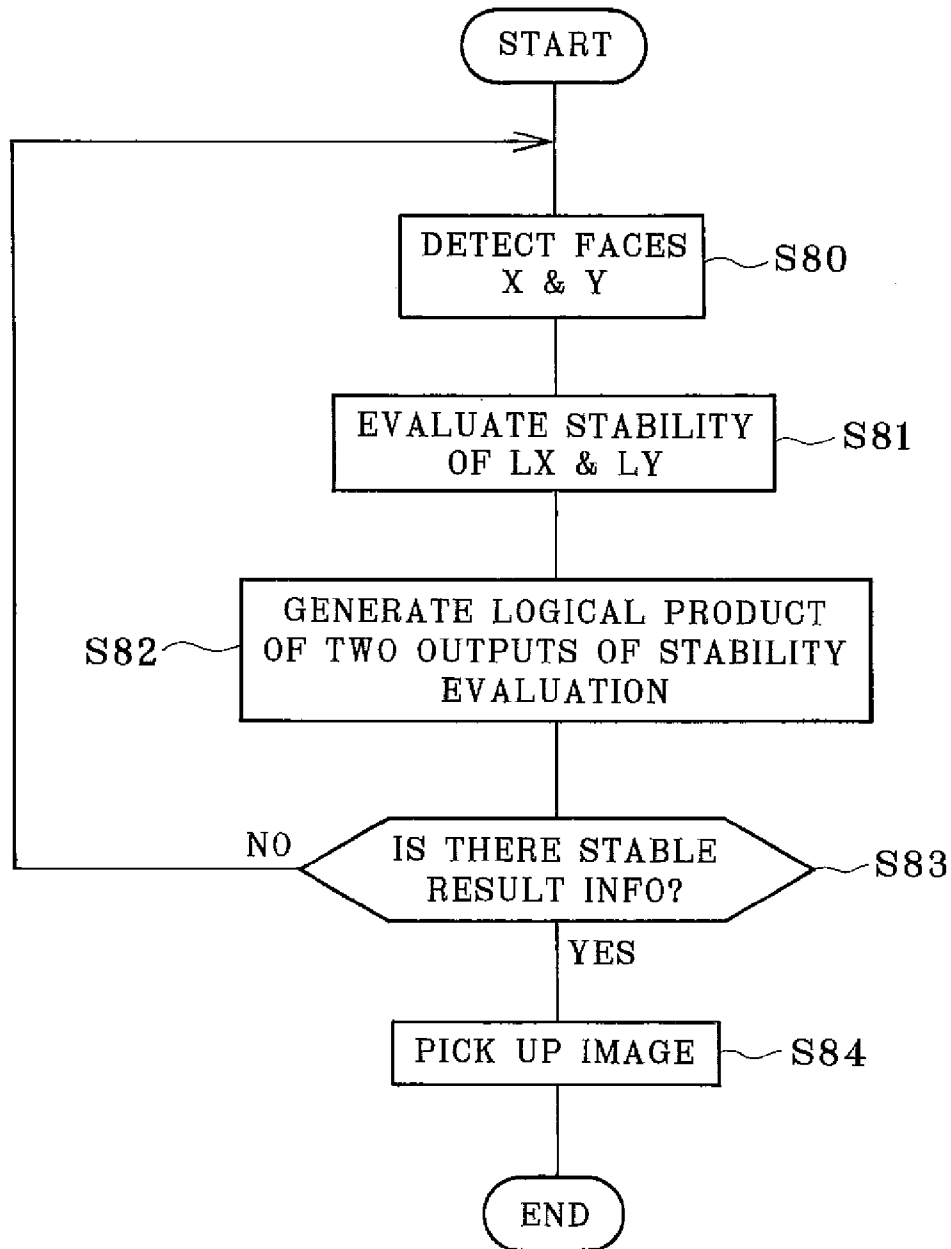 START
DETECT FACES
X & Y
S80
EVALUATE STABILITY
OF LX & LY
S81
GENERATE LOGICAL PRODUCT
OF TWO OUTPUTS OF STABILITY
EVALUATION
S82
IS THERE STABLE
RESULT INFO?
S83
NO
YES
PICK UP IMAGE
S84
END